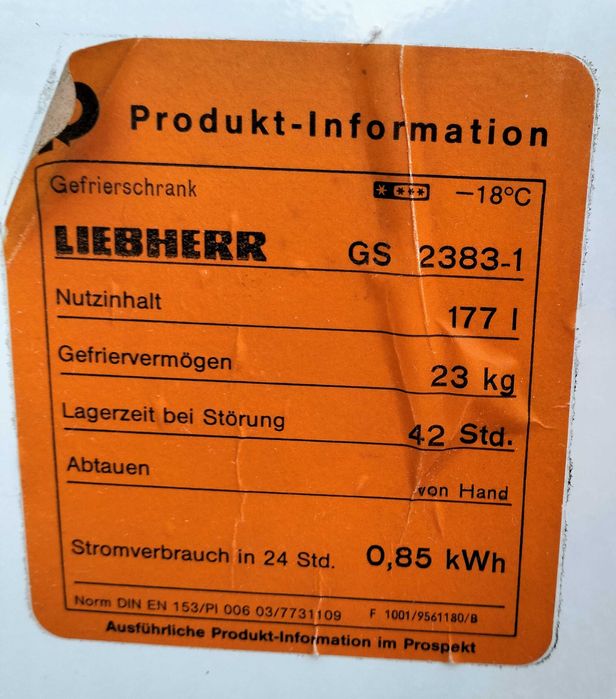 Produkt-Information
Gefrierschrank * *** −18°C
LIEBHERR GS 2383-1
Nutzinhalt 177 l
Gefriervermögen 23 kg
Lagerzeit bei Störung 42 Std.
Abtauen von Hand
Stromverbrauch in 24 Std. 0,85 kWh
Norm DIN EN 153/PI 006 03/7731109 F 1001/9561180/B
Ausführliche Produkt-Information im Prospekt